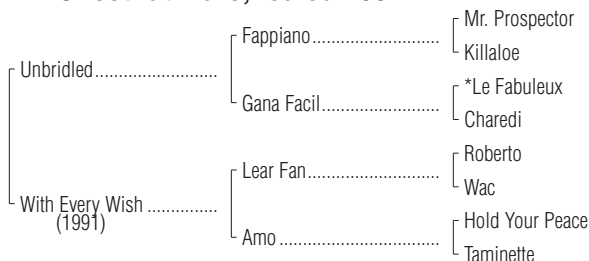 Fappiano
Mr. Prospector
Killaloe
Unbridled
Gana Facil
*Le Fabuleux
Charedi
Lear Fan
Roberto
Wac
With Every Wish
(1991)
Amo
Hold Your Peace
Taminette